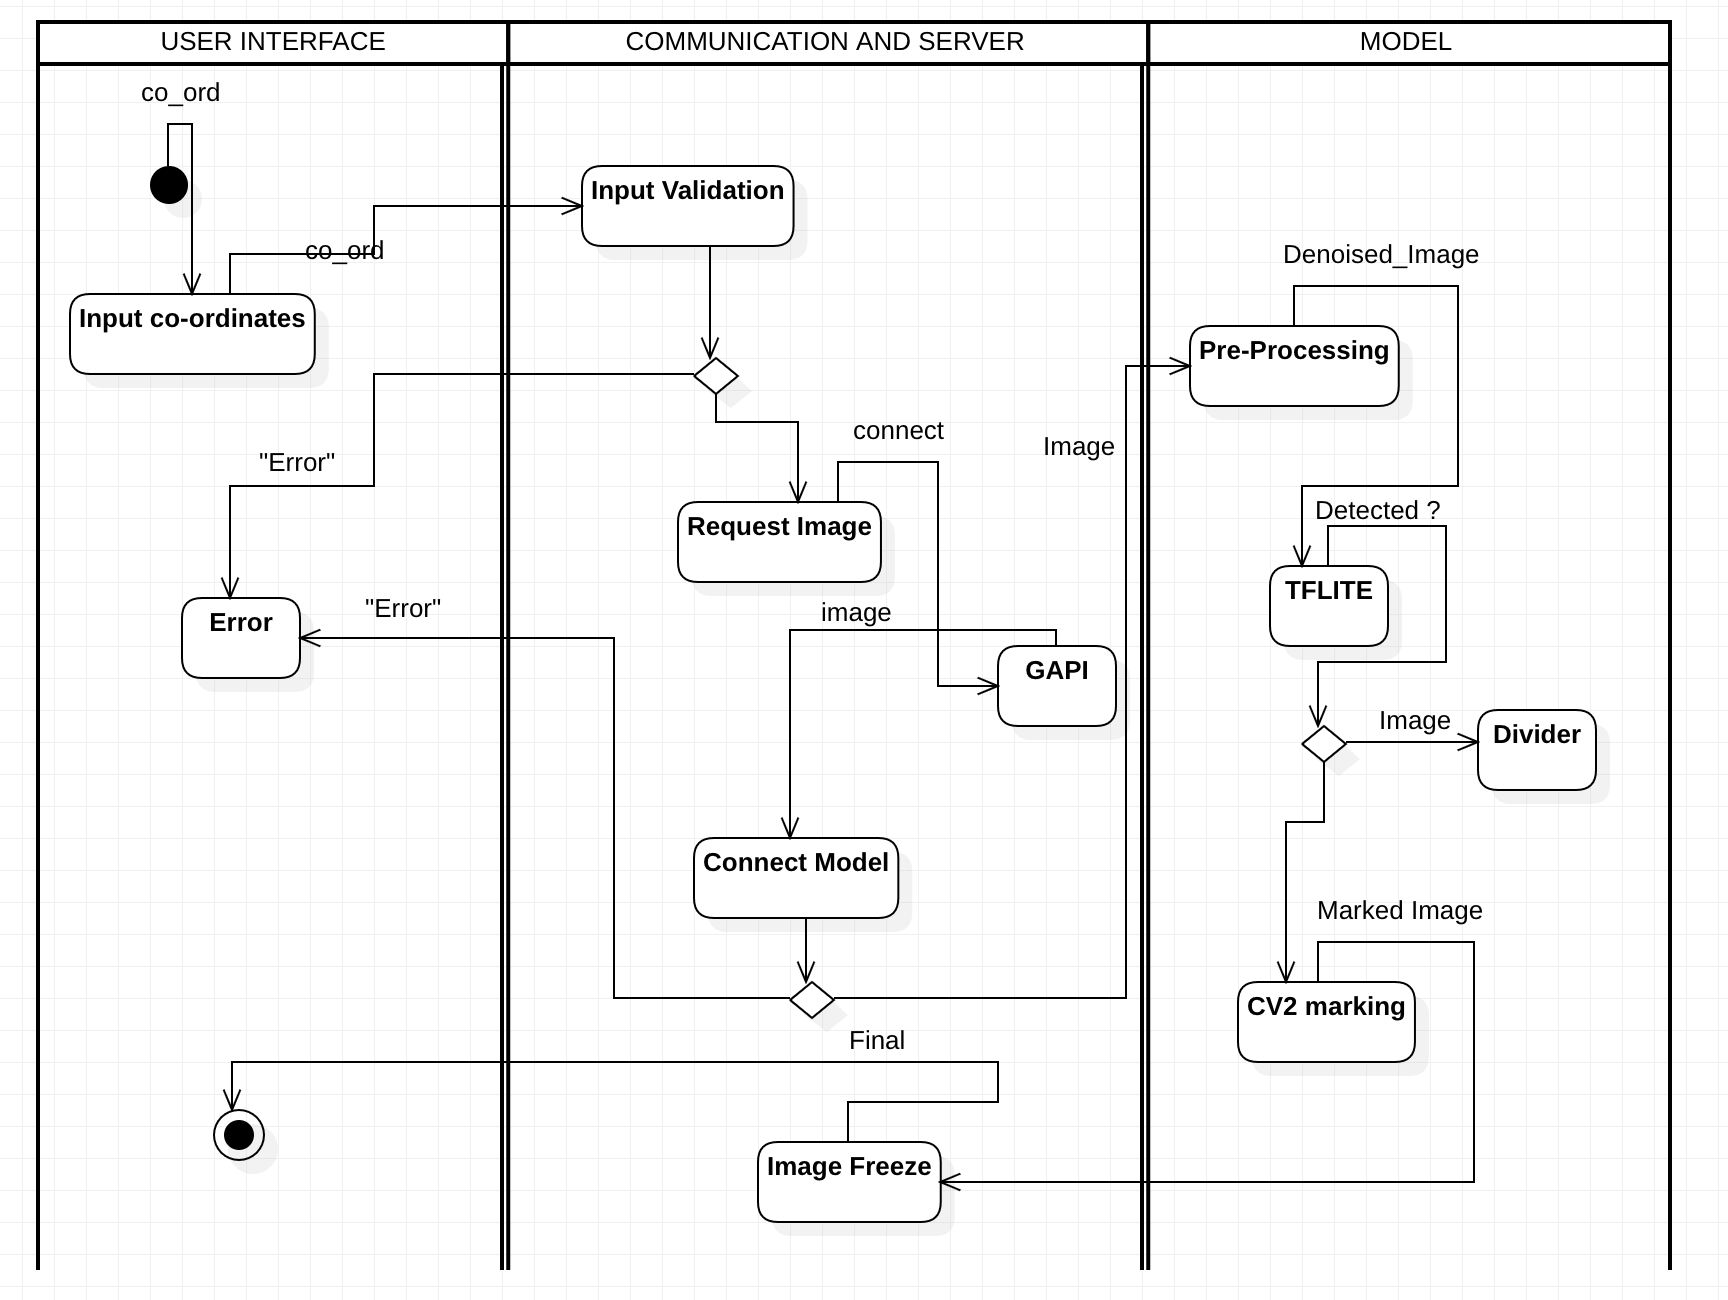 USER INTERFACE
COMMUNICATION AND SERVER
MODEL
co_ord
co_ord
Input co-ordinates
"Error"
Error
"Error"
Input Validation
connect
Request Image
image
GAPI
Image
Connect Model
Final
Image Freeze
Denoised_Image
Pre-Processing
Detected ?
TFLITE
Image
Divider
Marked Image
CV2 marking